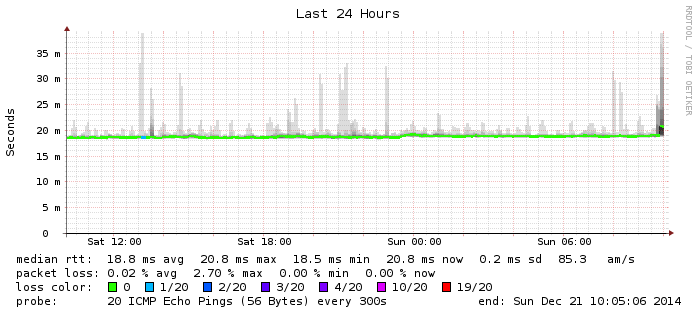 Last 24 Hours
RRDTOOL / TOBI OETIKER
Seconds
35 m
30 m
25 m
20 m
15 m
10 m
5 m
0
Sat 12:00 Sat 18:00 Sun 00:00 Sun 06:00
median rtt: 18.8 ms avg 20.8 ms max 18.5 ms min 20.8 ms now 0.2 ms sd 85.3 am/s
packet loss: 0.02 % avg 2.70 % max 0.00 % min 0.00 % now
loss color: 0 1/20 2/20 3/20 4/20 10/20 19/20
probe: 20 ICMP Echo Pings (56 Bytes) every 300s end: Sun Dec 21 10:05:06 2014